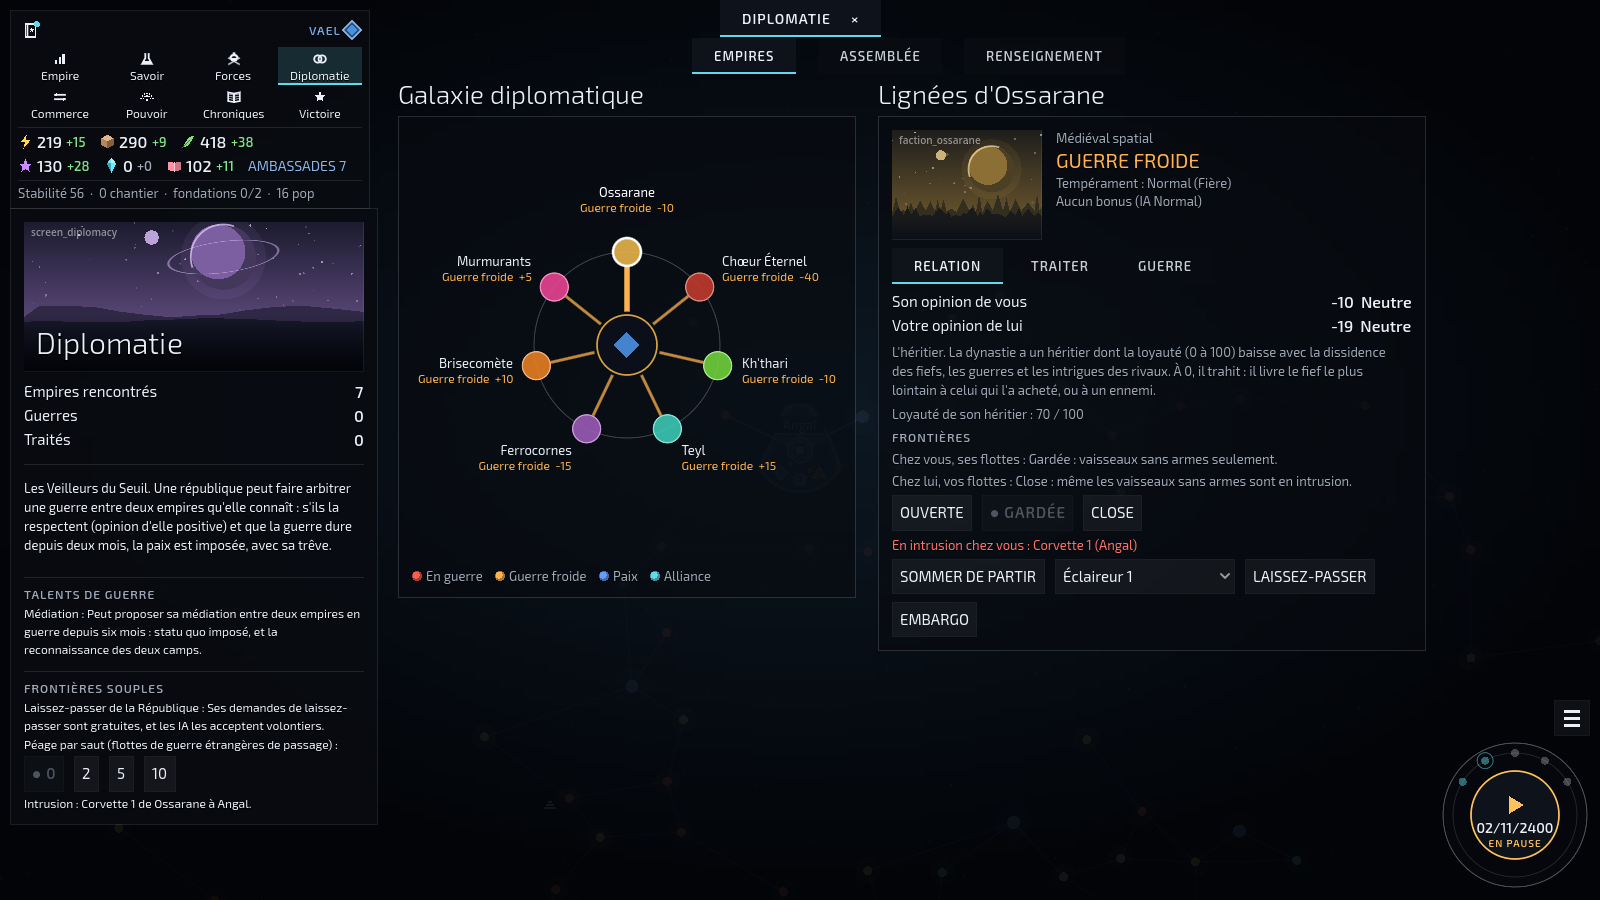 VAEL
Empire
Savoir
Forces
Diplomatie
Commerce
Pouvoir
Chroniques
Victoire
219 +15 290 +9 418 +38
130 +28 0 +0 102 +11 AMBASSADES 7
Stabilité 56 · 0 chantier · fondations 0/2 · 16 pop
screen_diplomacy
Diplomatie
Empires rencontrés 7
Guerres 0
Traités 0
Les Veilleurs du Seuil. Une république peut faire arbitrer
une guerre entre deux empires qu'elle connaît : s'ils la
respectent (opinion d'elle positive) et que la guerre dure
depuis deux mois, la paix est imposée, avec sa trêve.
TALENTS DE GUERRE
Médiation : Peut proposer sa médiation entre deux empires en
guerre depuis six mois : statu quo imposé, et la
reconnaissance des deux camps.
FRONTIÈRES SOUPLES
Laissez-passer de la République : Ses demandes de laissez-
passer sont gratuites, et les IA les acceptent volontiers.
Péage par saut (flottes de guerre étrangères de passage) :
● 0 2 5 10
Intrusion : Corvette 1 de Ossarane à Angal.
DIPLOMATIE ×
EMPIRES ASSEMBLÉE RENSEIGNEMENT
Galaxie diplomatique
Ossarane
Guerre froide -10
Murmurants
Guerre froide +5
Chœur Éternel
Guerre froide -40
Brisecomète
Guerre froide +10
Kh'thari
Guerre froide -10
Ferrocornes
Guerre froide -15
Teyl
Guerre froide +15
Angal
En guerre Guerre froide Paix Alliance
Lignées d'Ossarane
faction_ossarane
Médiéval spatial
GUERRE FROIDE
Tempérament : Normal (Fière)
Aucun bonus (IA Normal)
RELATION TRAITER GUERRE
Son opinion de vous -10 Neutre
Votre opinion de lui -19 Neutre
L'héritier. La dynastie a un héritier dont la loyauté (0 à 100) baisse avec la dissidence
des fiefs, les guerres et les intrigues des rivaux. À 0, il trahit : il livre le fief le plus
lointain à celui qui l'a acheté, ou à un ennemi.
Loyauté de son héritier : 70 / 100
FRONTIÈRES
Chez vous, ses flottes : Gardée : vaisseaux sans armes seulement.
Chez lui, vos flottes : Close : même les vaisseaux sans armes sont en intrusion.
OUVERTE ● GARDÉE CLOSE
En intrusion chez vous : Corvette 1 (Angal)
SOMMER DE PARTIR Éclaireur 1 LAISSEZ-PASSER
EMBARGO
02/11/2400
EN PAUSE